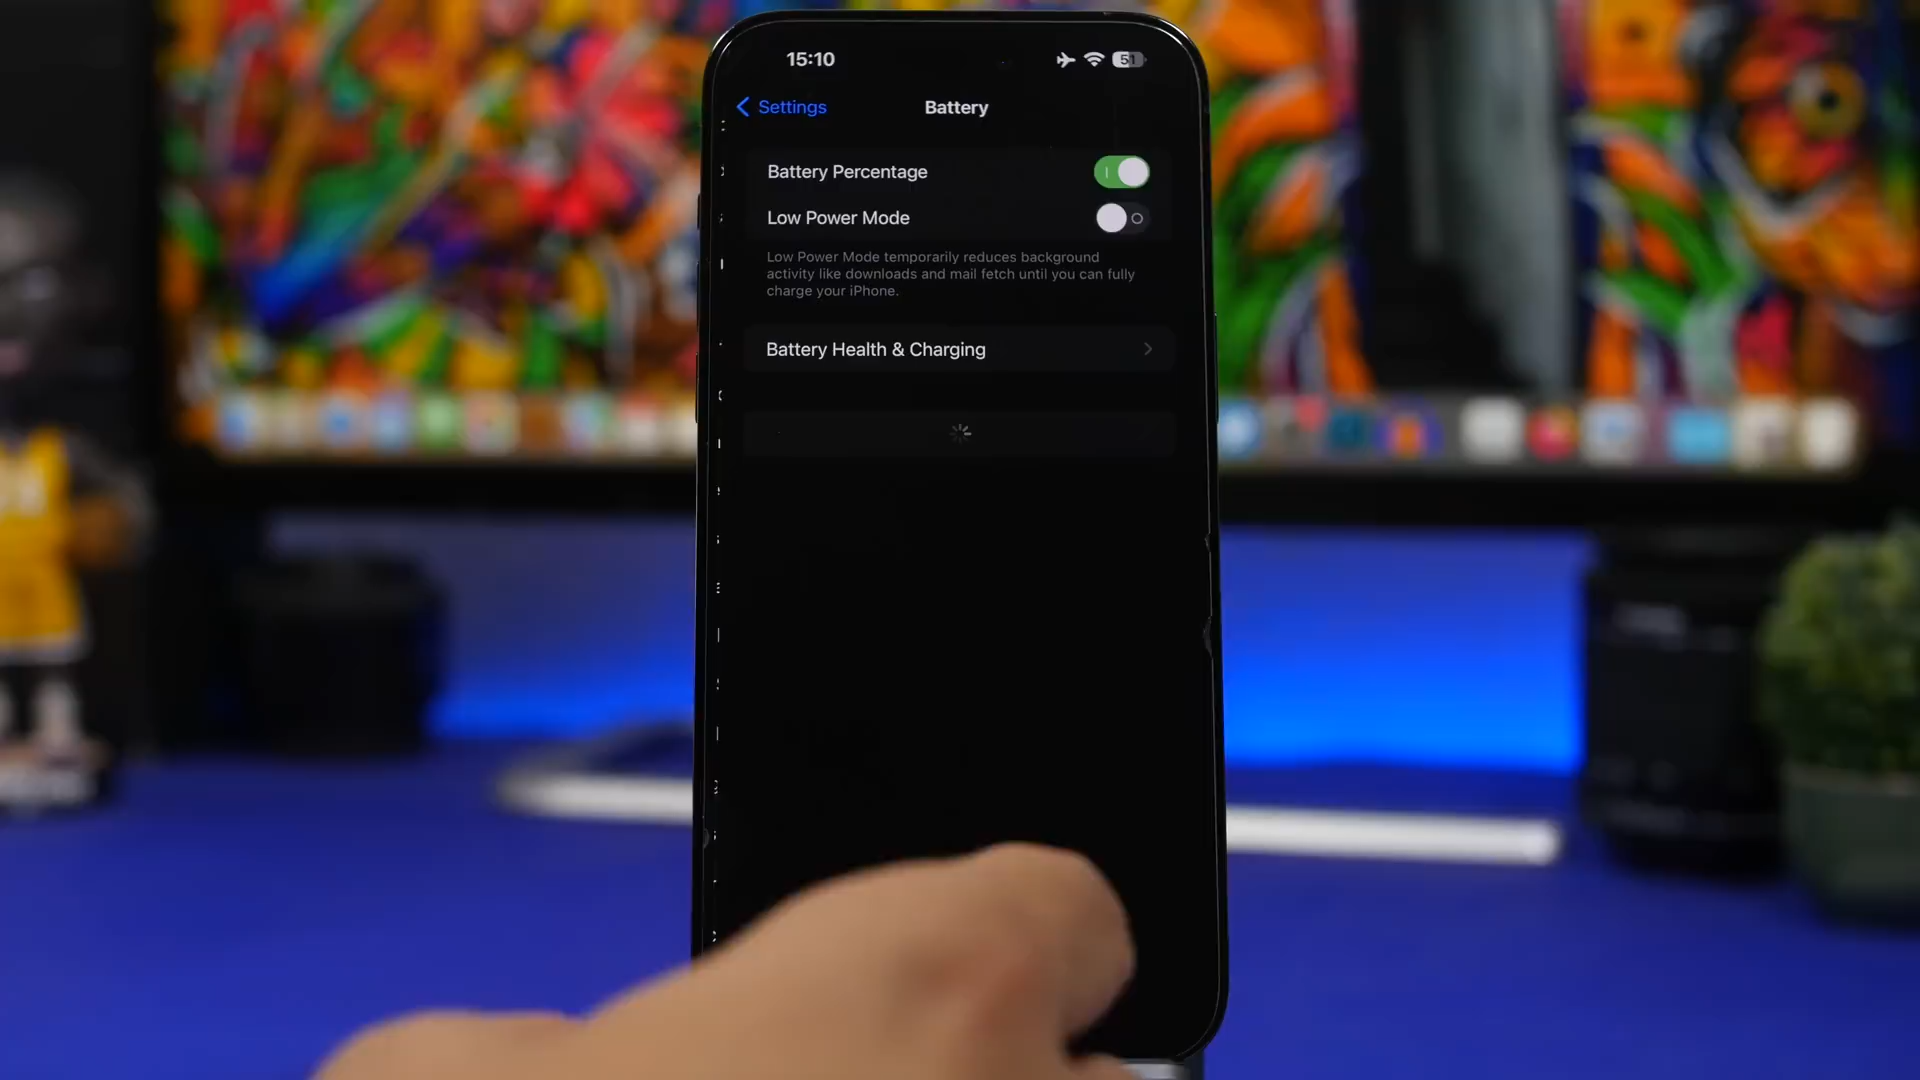 15:10
51
Settings
Battery
Battery Percentage
Low Power Mode
Low Power Mode temporarily reduces background
activity like downloads and mail fetch until you can fully
charge your iPhone.
Battery Health & Charging